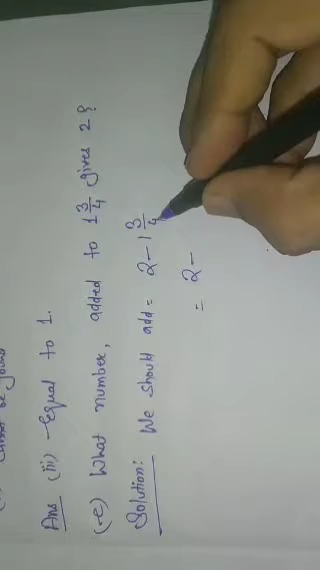 Ans (iii) Equal to 1.
(e) What number, added to 1 3/4 gives 2?
Solution: We should add = 2 - 1 3/4
= 2 -